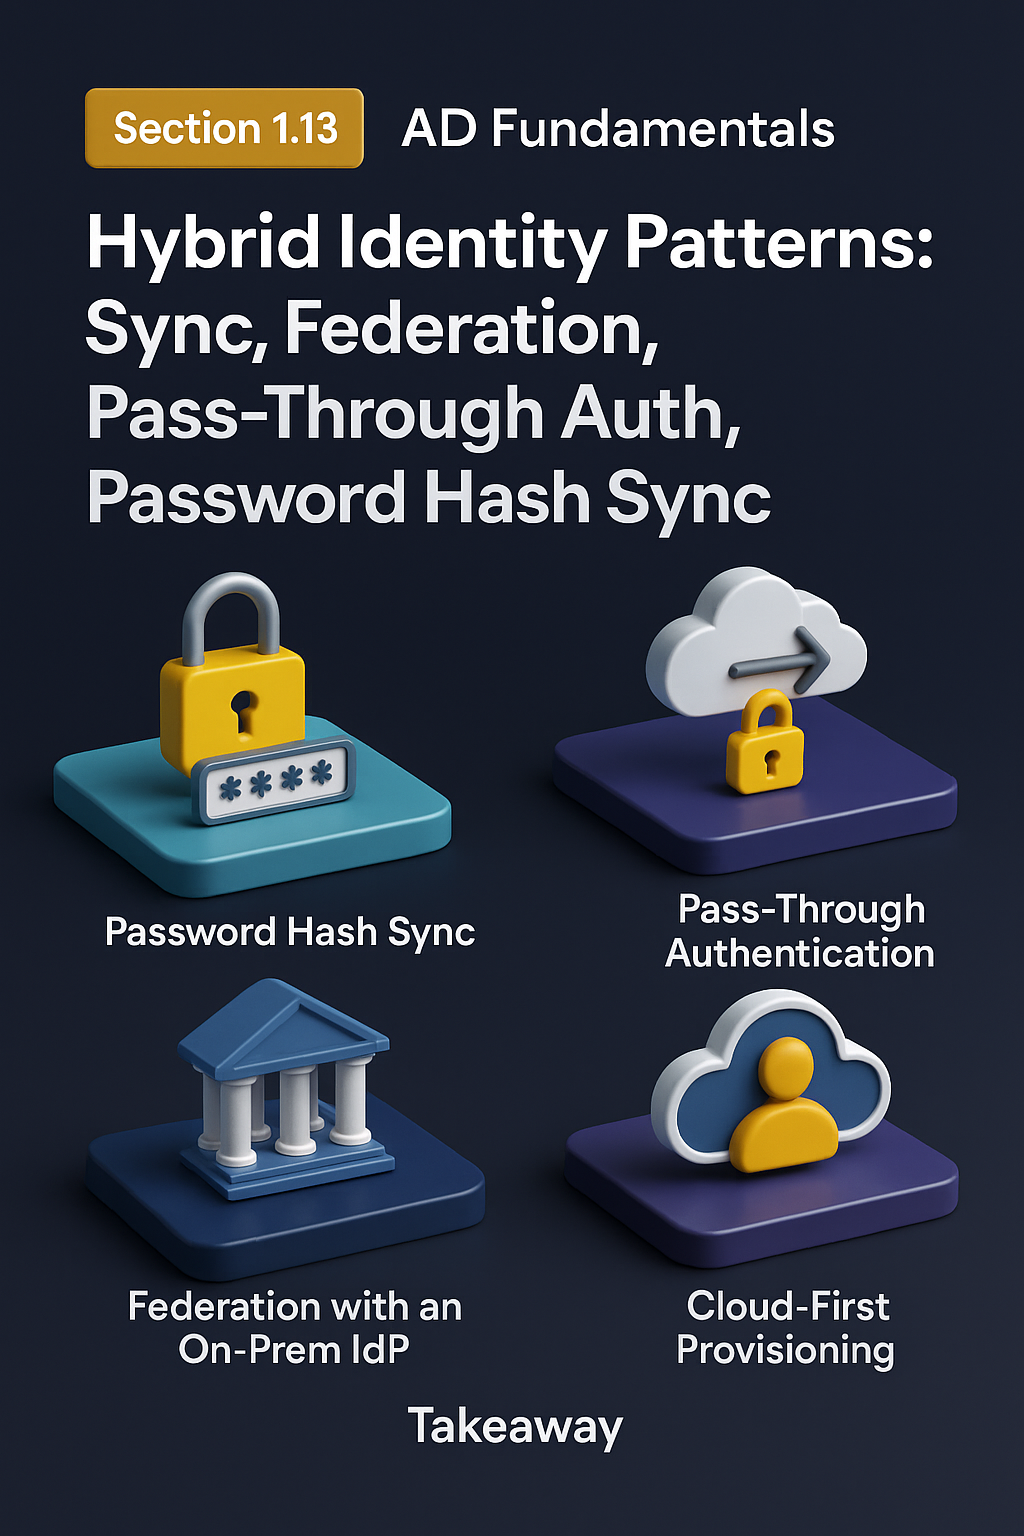 Section 1.13 AD Fundamentals
Hybrid Identity Patterns:
Sync, Federation,
Pass-Through Auth,
Password Hash Sync
****
Password Hash Sync
Pass-Through
Authentication
Federation with an
On-Prem IdP
Cloud-First
Provisioning
Takeaway